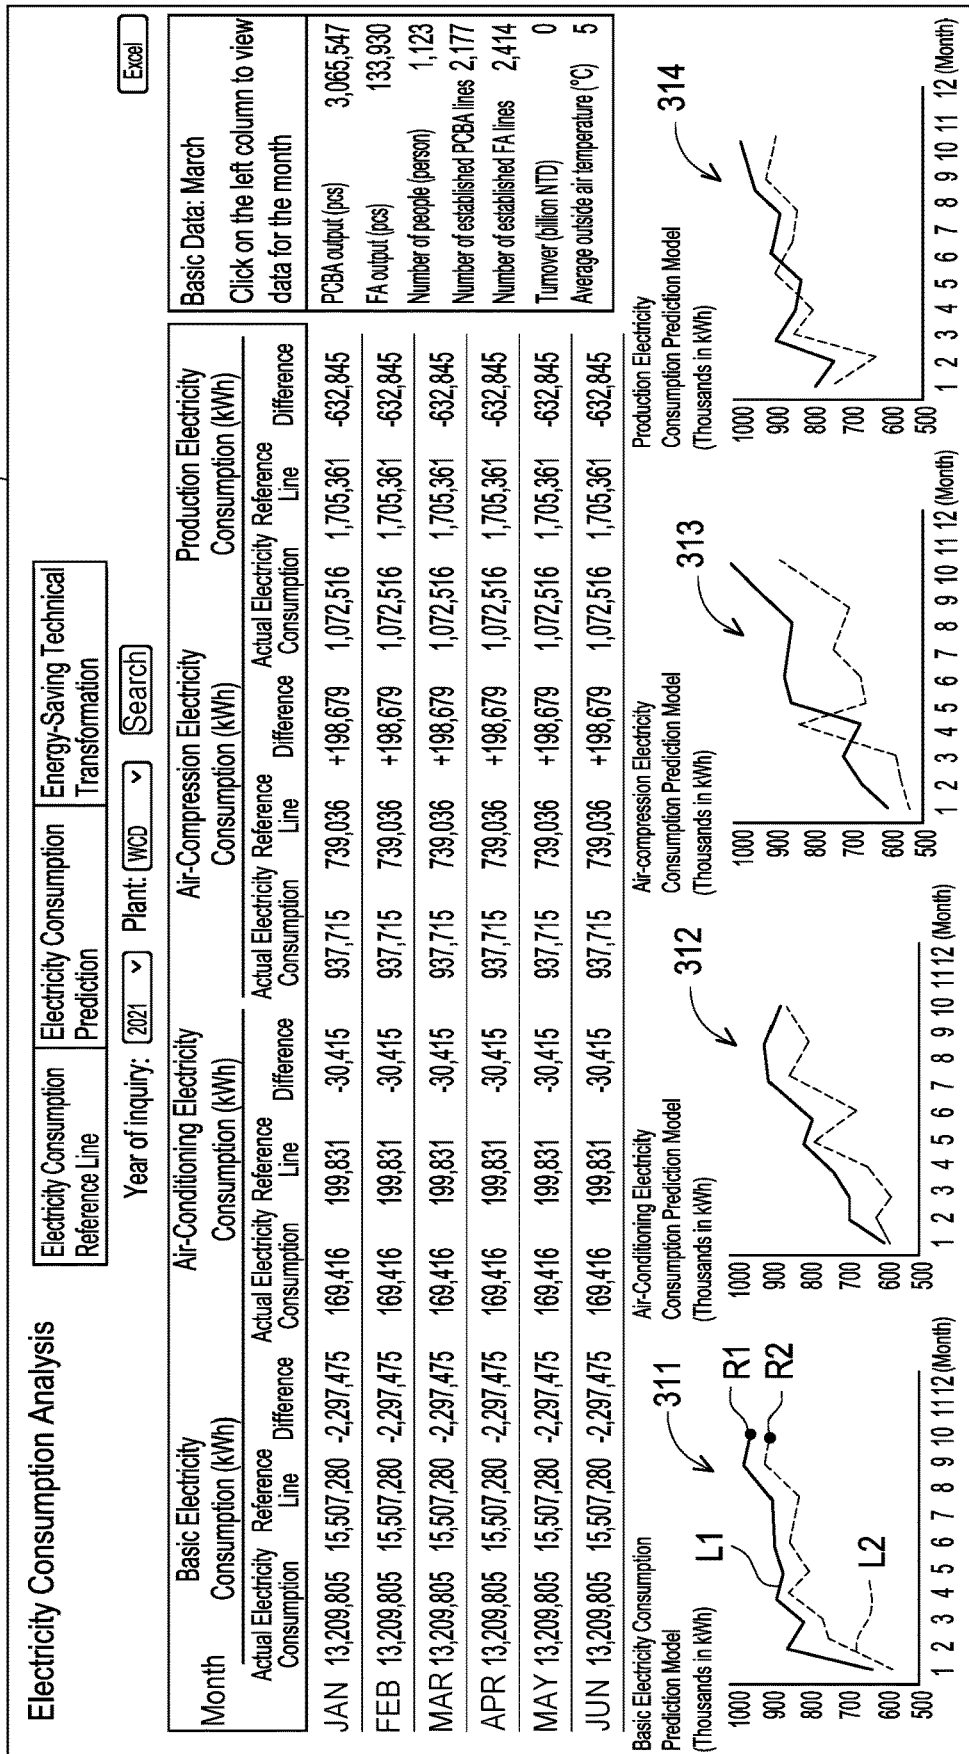 Electricity Consumption Analysis
Electricity Consumption
Reference Line
Electricity Consumption
Prediction
Energy-Saving Technical
Transformation
Year of inquiry: 2021 Plant: WCD Search
Excel
Month
Basic Electricity
Consumption (kWh)
Air-Conditioning Electricity
Consumption (kWh)
Air-Compression Electricity
Consumption (kWh)
Production Electricity
Consumption (kWh)
Actual Electricity Reference
Consumption Line Difference
Actual Electricity Reference
Consumption Line Difference
Actual Electricity Reference
Consumption Line Difference
Actual Electricity Reference
Consumption Line Difference
JAN 13,209,805 15,507,280 -2,297,475 169,416 199,831 -30,415 937,715 739,036 +198,679 1,072,516 1,705,361 -632,845
FEB 13,209,805 15,507,280 -2,297,475 169,416 199,831 -30,415 937,715 739,036 +198,679 1,072,516 1,705,361 -632,845
MAR 13,209,805 15,507,280 -2,297,475 169,416 199,831 -30,415 937,715 739,036 +198,679 1,072,516 1,705,361 -632,845
APR 13,209,805 15,507,280 -2,297,475 169,416 199,831 -30,415 937,715 739,036 +198,679 1,072,516 1,705,361 -632,845
MAY 13,209,805 15,507,280 -2,297,475 169,416 199,831 -30,415 937,715 739,036 +198,679 1,072,516 1,705,361 -632,845
JUN 13,209,805 15,507,280 -2,297,475 169,416 199,831 -30,415 937,715 739,036 +198,679 1,072,516 1,705,361 -632,845
Basic Data: March
Click on the left column to view
data for the month
PCBA output (pcs) 3,065,547
FA output (pcs) 133,930
Number of people (person) 1,123
Number of established PCBA lines 2,177
Number of established FA lines 2,414
Turnover (billion NTD) 0
Average outside air temperature (°C) 5
Basic Electricity Consumption
Prediction Model
(Thousands in kWh)
311
1000
900
800
700
600
500
L1
L2
R1
R2
1 2 3 4 5 6 7 8 9 10 11 12 (Month)
Air-Conditioning Electricity
Consumption Prediction Model
(Thousands in kWh)
312
1000
900
800
700
600
500
1 2 3 4 5 6 7 8 9 10 11 12 (Month)
Air-compression Electricity
Consumption Prediction Model
(Thousands in kWh)
313
1000
900
800
700
600
500
1 2 3 4 5 6 7 8 9 10 11 12 (Month)
Production Electricity
Consumption Prediction Model
(Thousands in kWh)
314
1000
900
800
700
600
500
1 2 3 4 5 6 7 8 9 10 11 12 (Month)